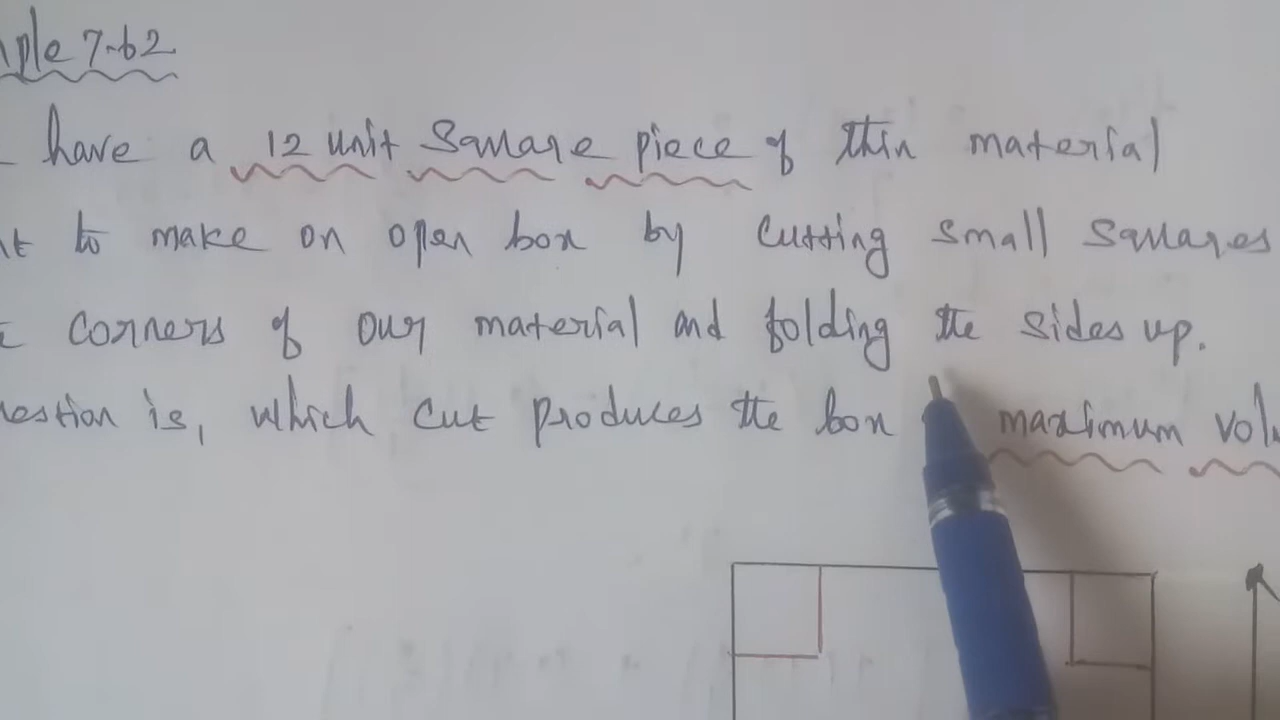 ple 7.62
have a 12 unit square piece of thin material
to make on open box by cutting small squares
corners of our material and folding the sides up.
estion is, which cut produces the box maximum vol